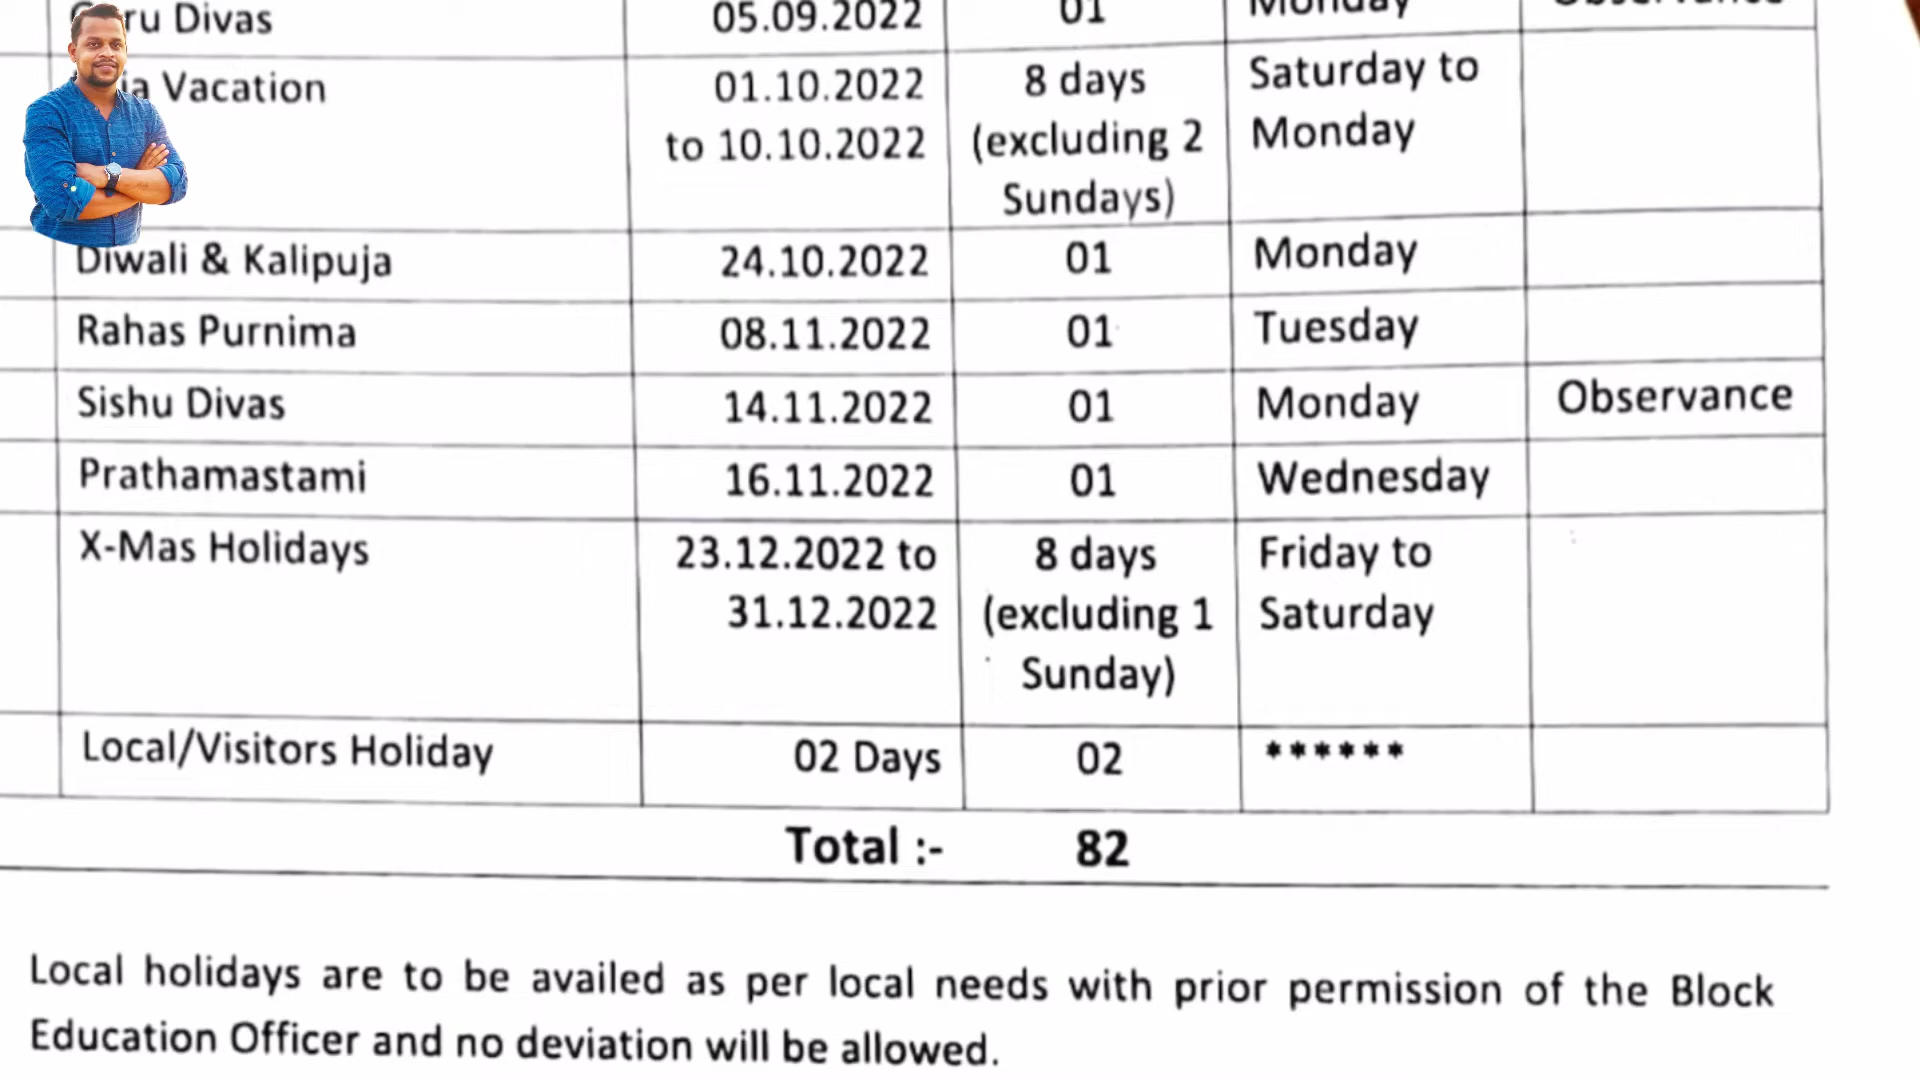 ru Divas 05.09.2022 01 Monday Observance
ia Vacation 01.10.2022 8 days Saturday to
to 10.10.2022 (excluding 2 Monday
Sundays)
Diwali & Kalipuja 24.10.2022 01 Monday
Rahas Purnima 08.11.2022 01 Tuesday
Sishu Divas 14.11.2022 01 Monday Observance
Prathamastami 16.11.2022 01 Wednesday
X-Mas Holidays 23.12.2022 to 8 days Friday to
31.12.2022 (excluding 1 Saturday
Sunday)
Local/Visitors Holiday 02 Days 02 ******
Total :- 82
Local holidays are to be availed as per local needs with prior permission of the Block
Education Officer and no deviation will be allowed.